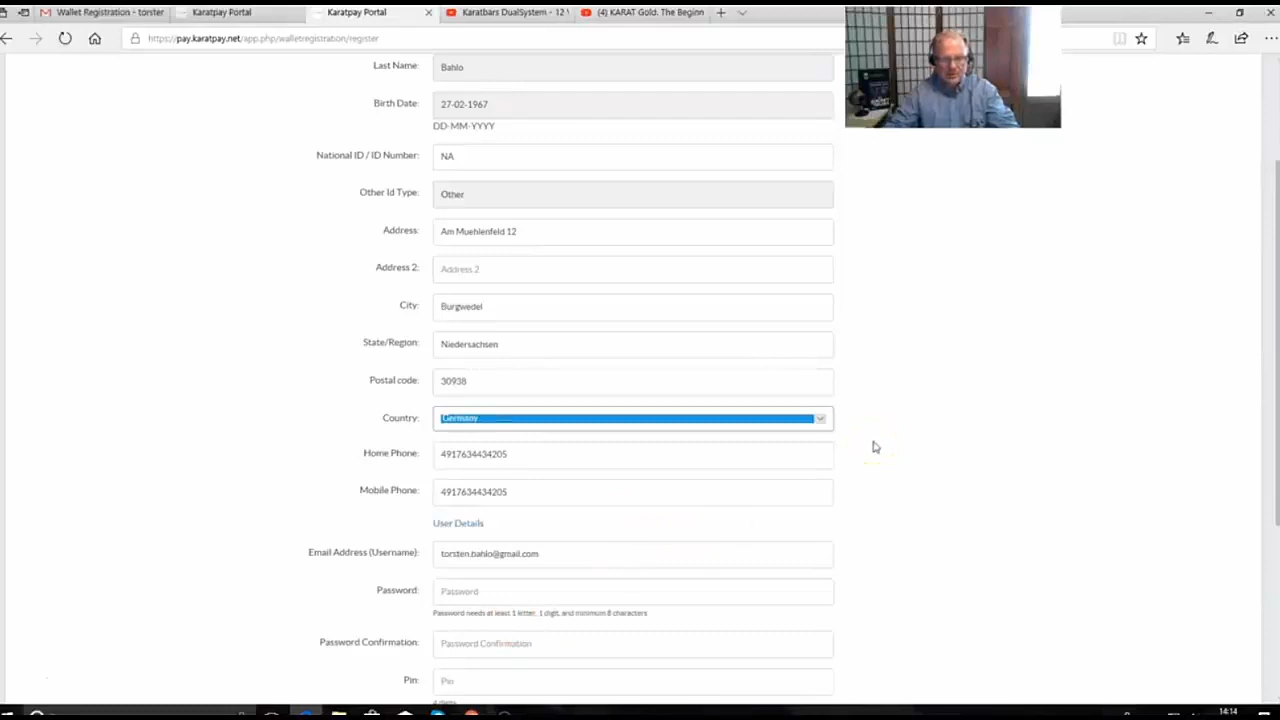 Wallet Registration - torster
Karatpay Portal
Karatpay Portal
Karatbars DualSystem - 12
(4) KARAT Gold. The Beginn
https://pay.karatpay.net/app.php/walletregistration/register
Last Name: Bahlo
Birth Date: 27-02-1967
DD-MM-YYYY
National ID / ID Number: NA
Other Id Type: Other
Address: Am Muehlenfeld 12
Address 2: Address 2
City: Burgwedel
State/Region: Niedersachsen
Postal code: 30938
Country: Germany
Home Phone: 4917634434205
Mobile Phone: 4917634434205
User Details
Email Address (Username): torsten.bahlo@gmail.com
Password: Password
Password needs at least 1 letter, 1 digit, and minimum 8 characters
Password Confirmation: Password Confirmation
Pin: Pin
4 digits
14:14